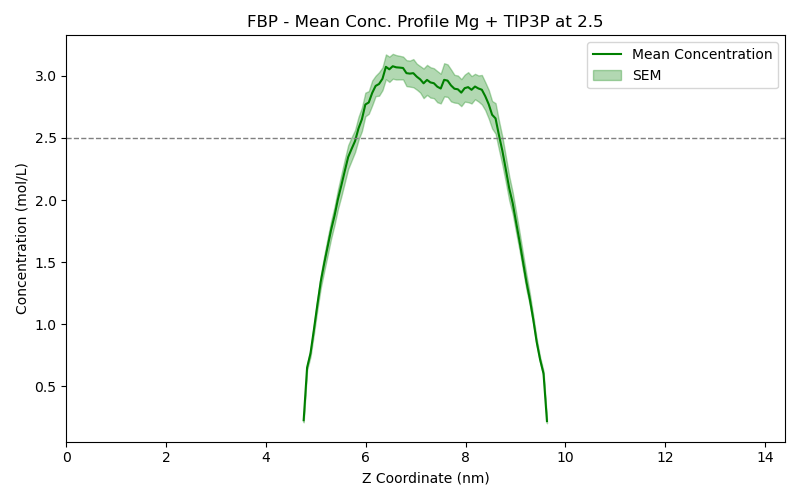 FBP - Mean Conc. Profile Mg + TIP3P at 2.5
Mean Concentration
SEM
Concentration (mol/L)
3.0
2.5
2.0
1.5
1.0
0.5
0 2 4 6 8 10 12 14
Z Coordinate (nm)